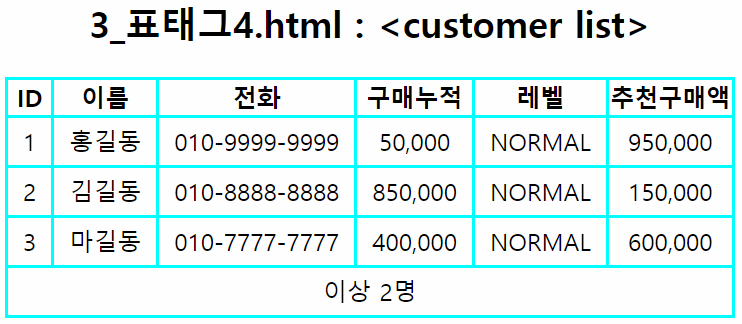 3_표태그4.html : <customer list>
ID 이름 전화 구매누적 레벨 추천구매액
1 홍길동 010-9999-9999 50,000 NORMAL 950,000
2 김길동 010-8888-8888 850,000 NORMAL 150,000
3 마길동 010-7777-7777 400,000 NORMAL 600,000
이상 2명